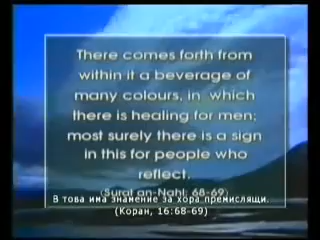 There comes forth from
within it a beverage of
many colours, in which
there is healing for men;
most surely there is a sign
in this for people who
reflect.
(Surat an-Nahl: 68-69)
В това има знамение за хора премислящи.
(Коран, 16:68-69)